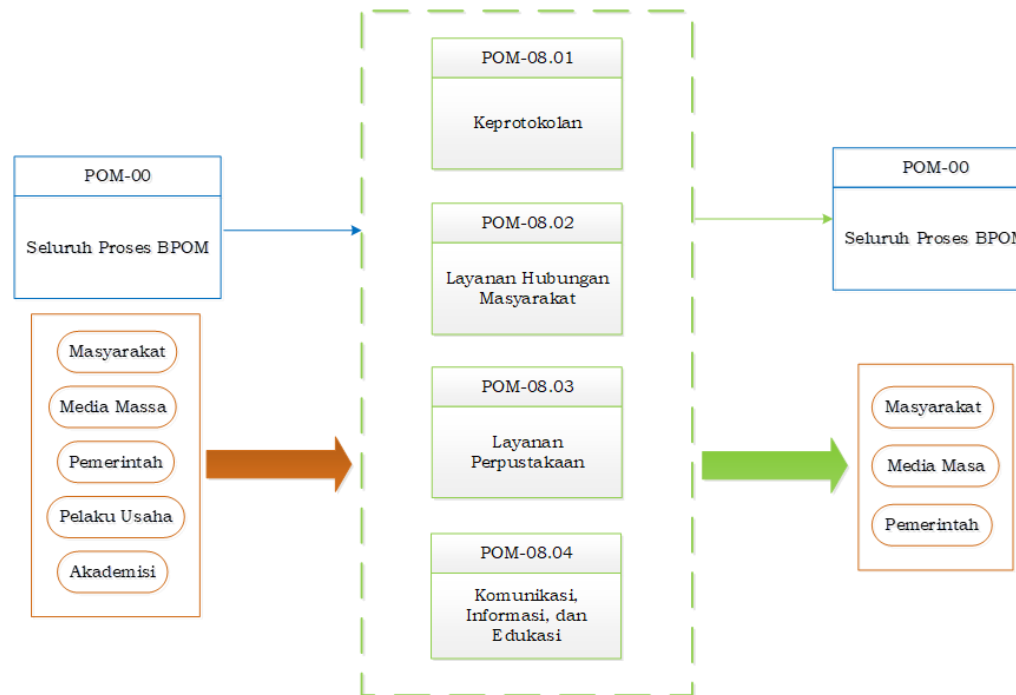 POM-00
Seluruh Proses BPOM
Masyarakat
Media Massa
Pemerintah
Pelaku Usaha
Akademisi
POM-08.01
Keprotokolan
POM-08.02
Layanan Hubungan
Masyarakat
POM-08.03
Layanan
Perpustakaan
POM-08.04
Komunikasi,
Informasi, dan
Edukasi
POM-00
Seluruh Proses BPOM
Masyarakat
Media Masa
Pemerintah